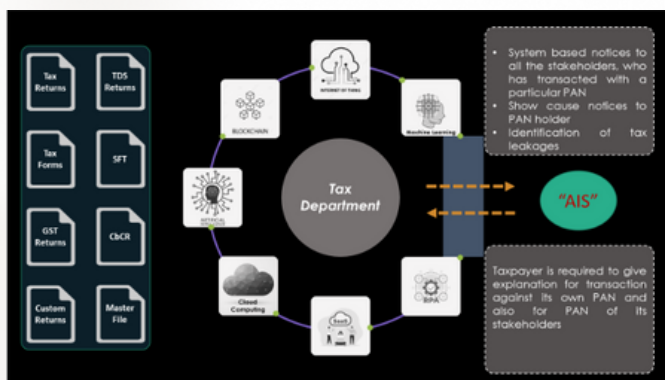 Tax
Returns
TDS
Returns
Tax
Forms
SFT
GST
Returns
CbCR
Custom
Returns
Master
File
INTERNET OF THINGS
BLOCKCHAIN
Machine Learning
ARTIFICIAL
Tax
Department
Cloud
Computing
SaaS
RPA
• System based notices to
all the stakeholders, who
has transacted with a
particular PAN
• Show cause notices to
PAN holder
• Identification of tax
leakages
"AIS"
Taxpayer is required to give
explanation for transaction
against its own PAN and
also for PAN of its
stakeholders